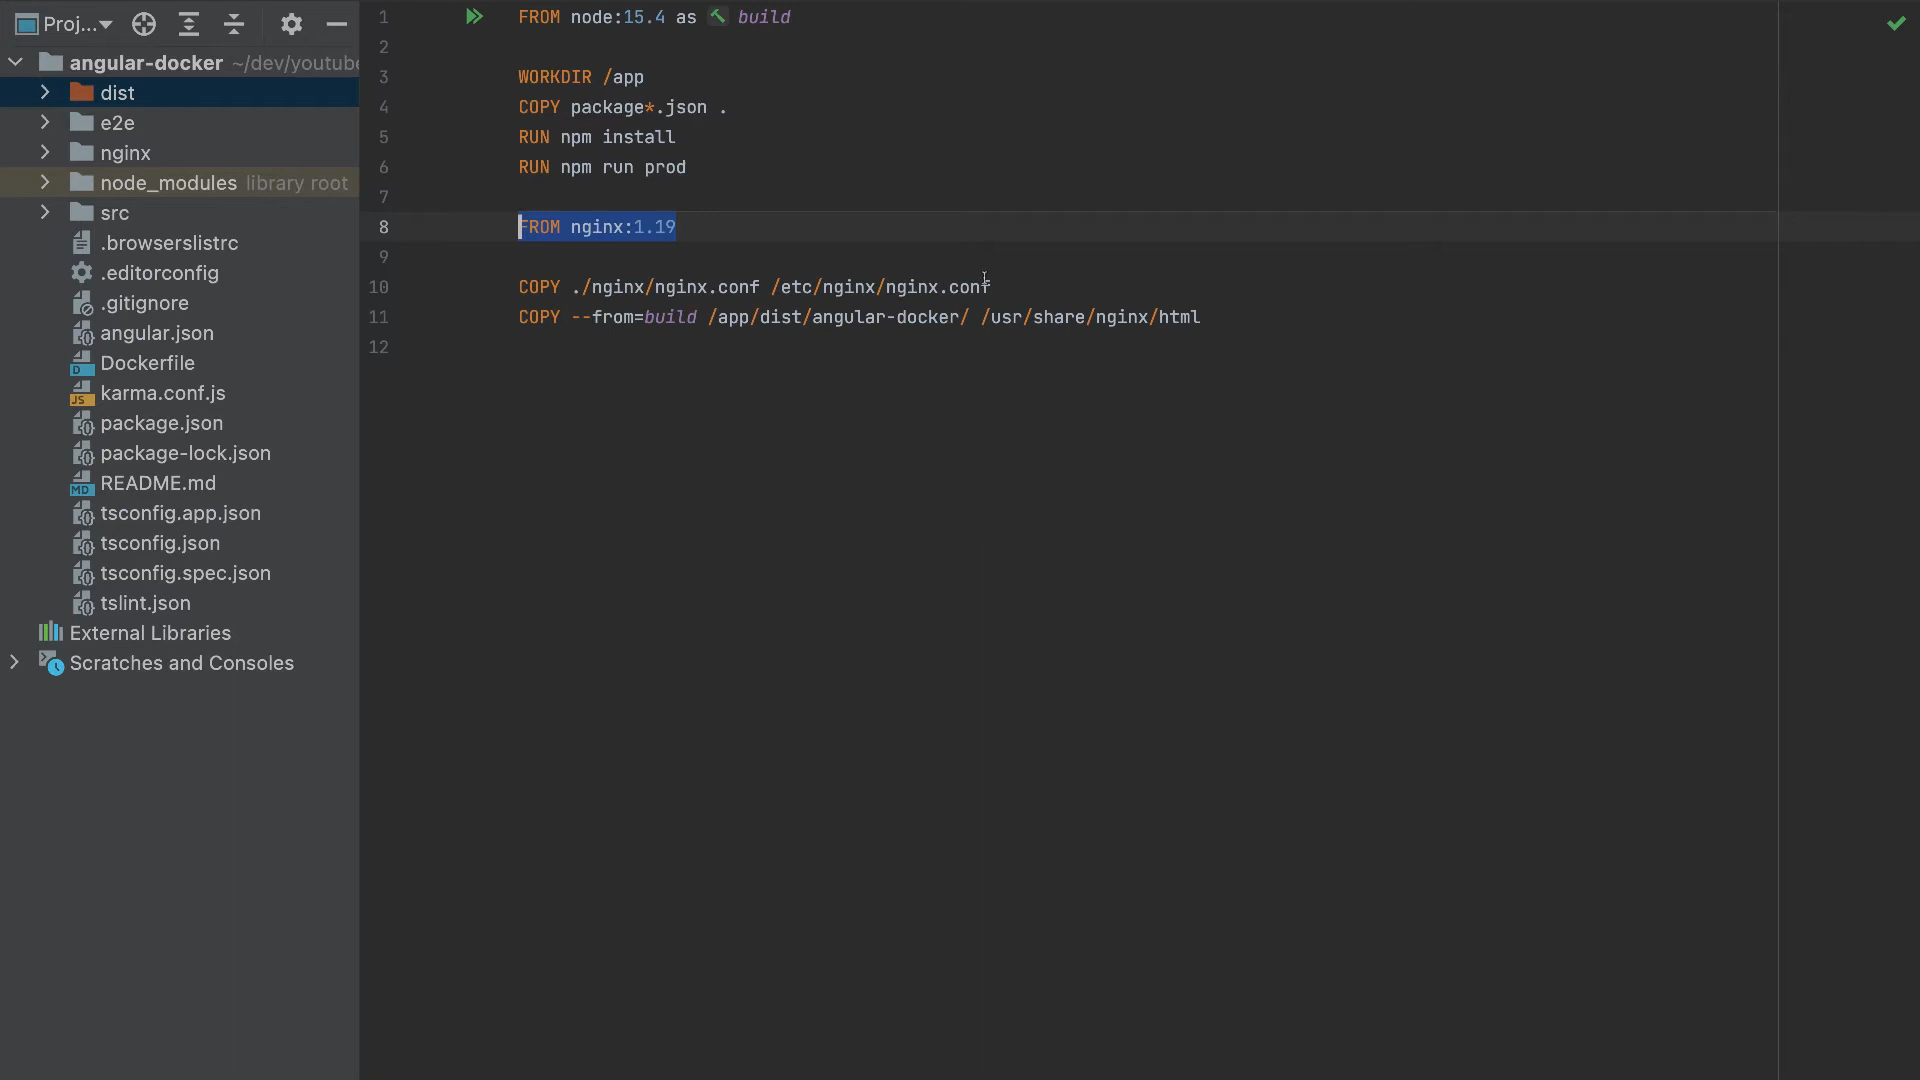 Proj...
angular-docker ~/dev/youtube
dist
e2e
nginx
node_modules library root
src
.browserslistrc
.editorconfig
.gitignore
angular.json
Dockerfile
karma.conf.js
package.json
package-lock.json
README.md
tsconfig.app.json
tsconfig.json
tsconfig.spec.json
tslint.json
External Libraries
Scratches and Consoles
1 FROM node:15.4 as build
2
3 WORKDIR /app
4 COPY package*.json .
5 RUN npm install
6 RUN npm run prod
7
8 FROM nginx:1.19
9
10 COPY ./nginx/nginx.conf /etc/nginx/nginx.conf
11 COPY --from=build /app/dist/angular-docker/ /usr/share/nginx/html
12